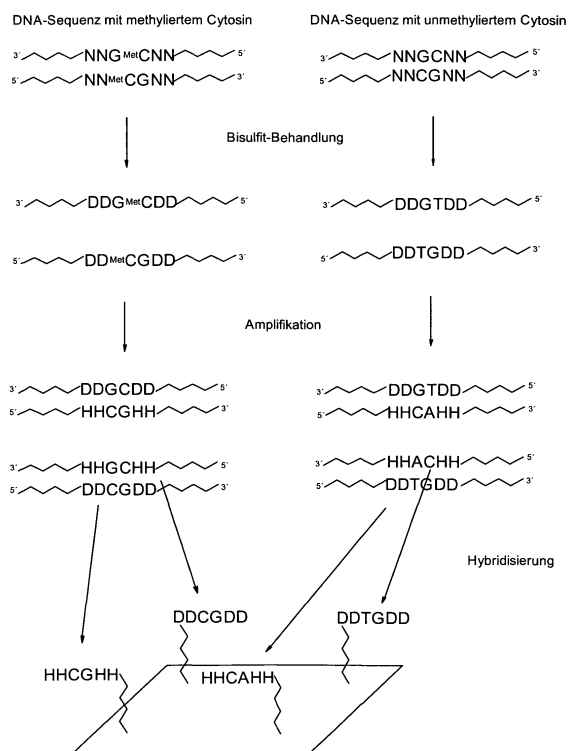 DNA-Sequenz mit methyliertem Cytosin
3´ NNG MetCNN 5´
5´ NNMetCGNN 3´
DNA-Sequenz mit unmethyliertem Cytosin
3´ NNGCNN 5´
5´ NNCGNN 3´
Bisulfit-Behandlung
3´ DDG MetCDD 5´
5´ DD MetCGDD 3´
3´ DDGTDD 5´
5´ DDTGDD 3´
Amplifikation
3´ DDGCDD 5´
5´ HHCGHH 3´
3´ HHGCHH 5´
5´ DDCGDD 3´
3´ DDGTDD 5´
5´ HHCAHH 3´
3´ HHACHH 5´
5´ DDTGDD 3´
Hybridisierung
DDCGDD
DDTGDD
HHCGHH
HHCAHH